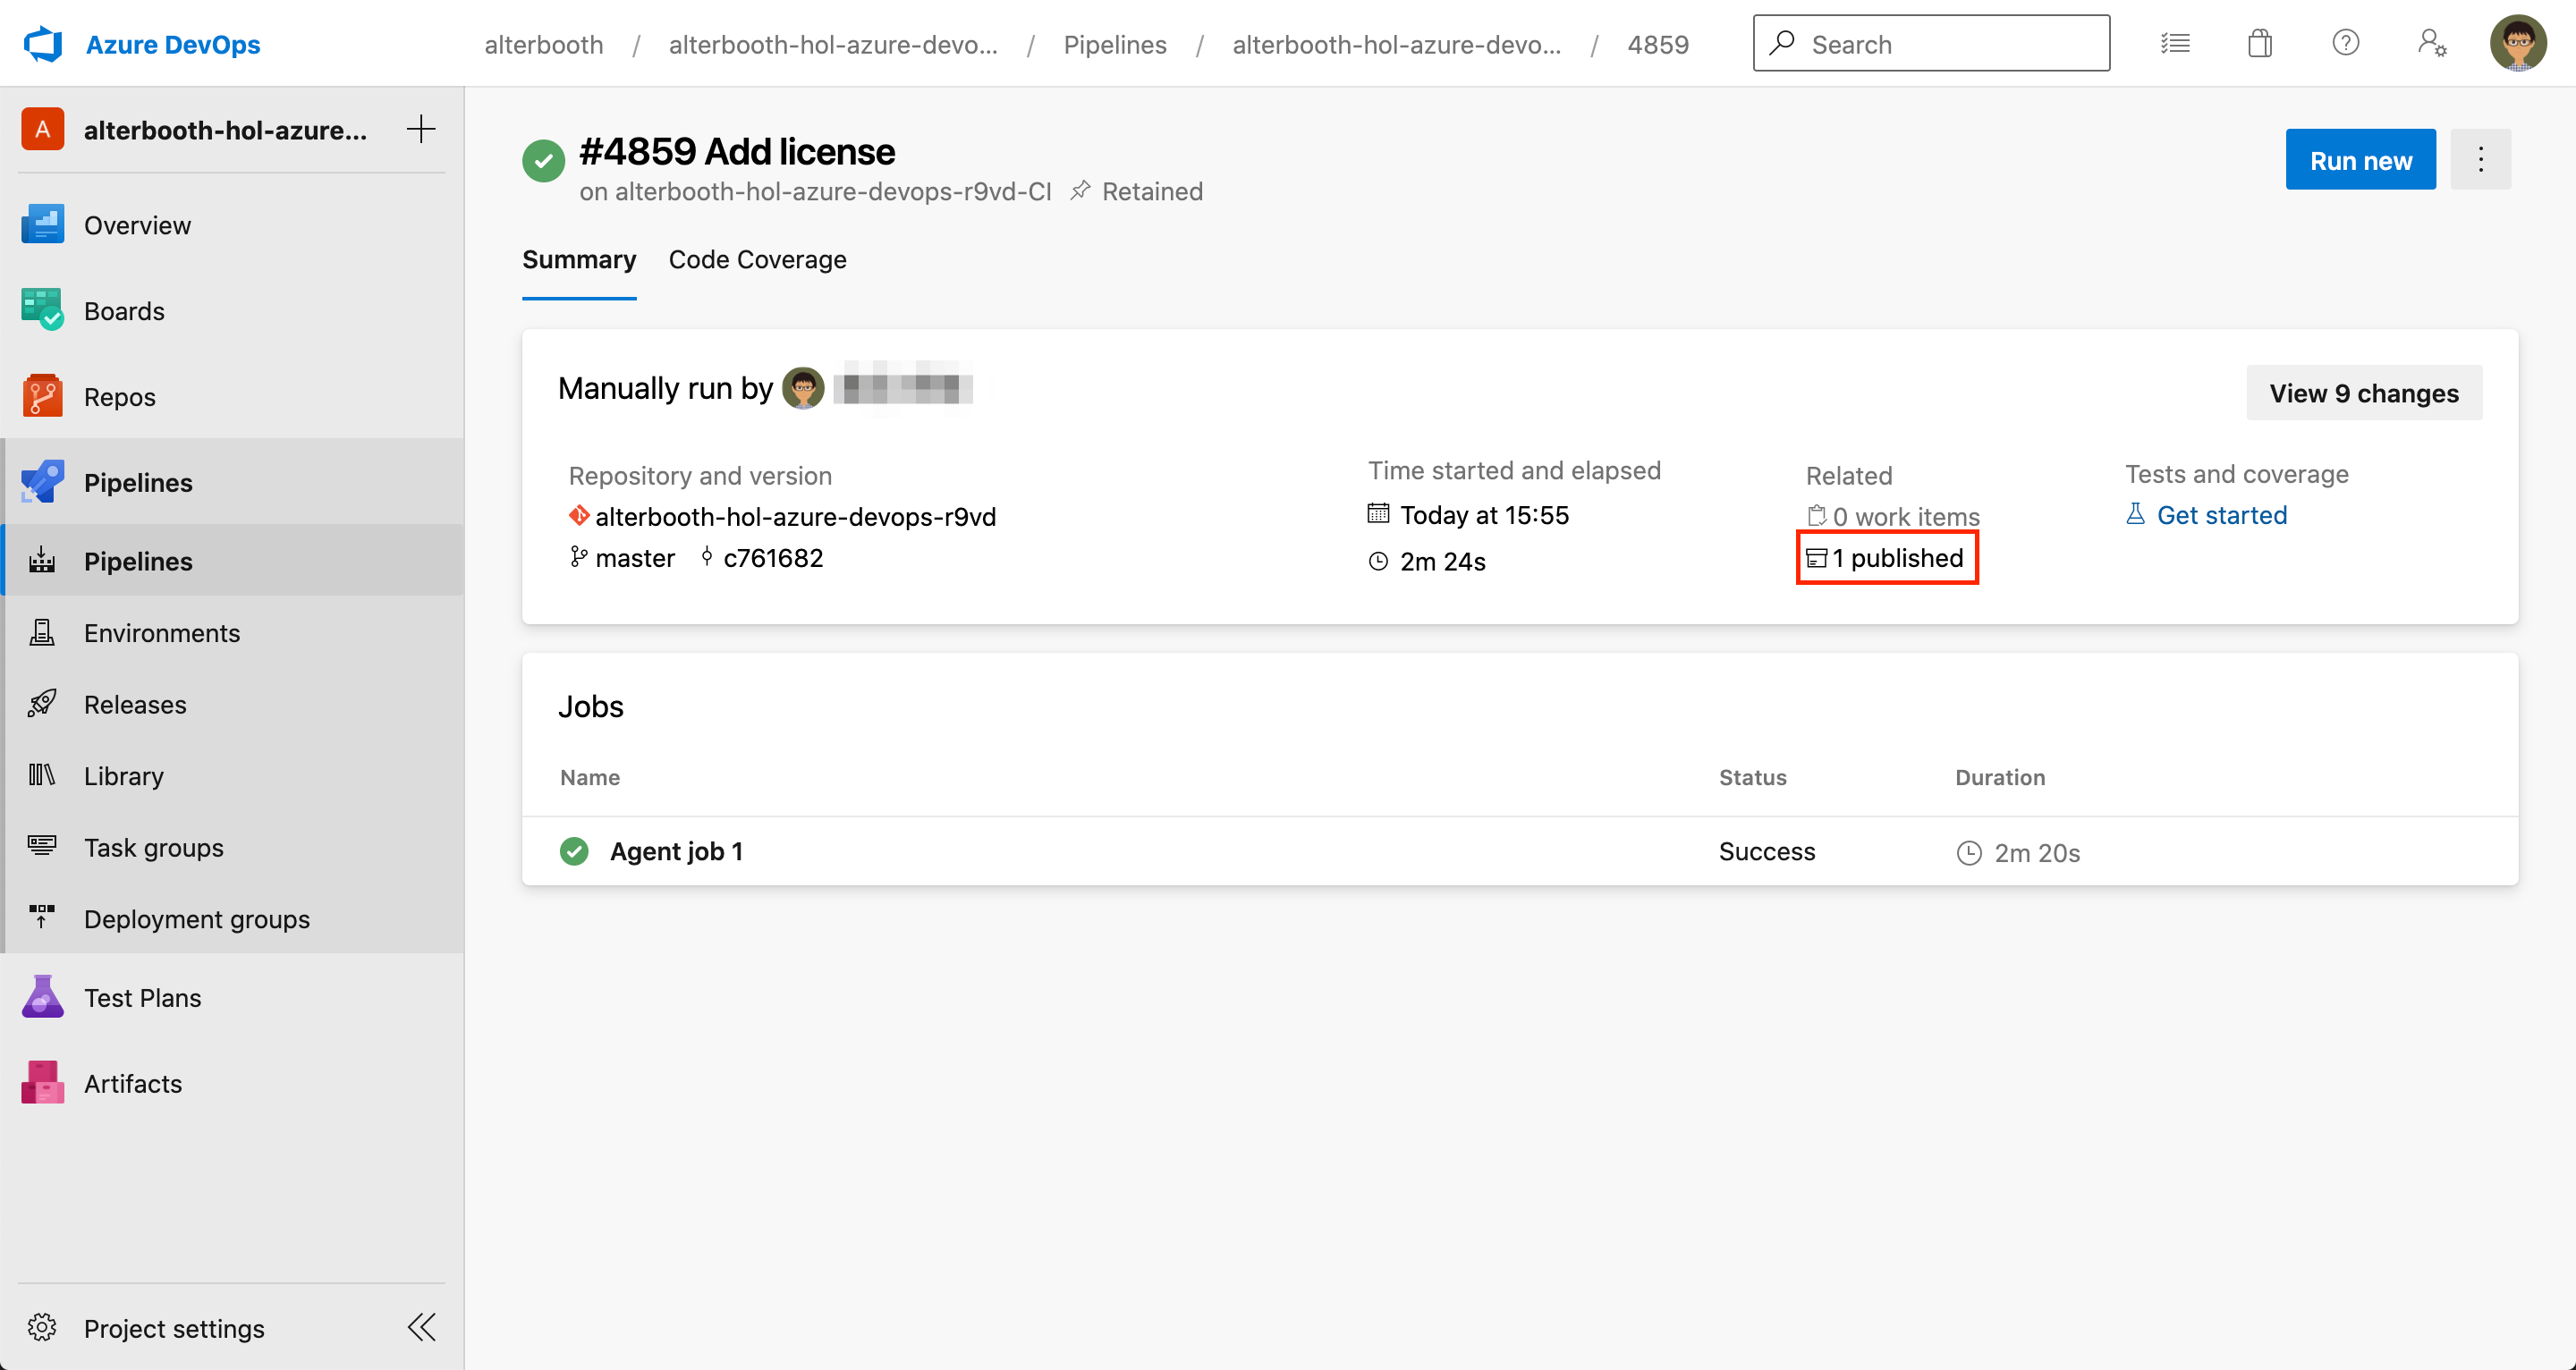 Azure DevOps
alterbooth / alterbooth-hol-azure-devo... / Pipelines / alterbooth-hol-azure-devo... / 4859
Search
A alterbooth-hol-azure...
Overview
Boards
Repos
Pipelines
Pipelines
Environments
Releases
Library
Task groups
Deployment groups
Test Plans
Artifacts
Project settings
#4859 Add license
on alterbooth-hol-azure-devops-r9vd-CI Retained
Run new
Summary Code Coverage
Manually run by
View 9 changes
Repository and version
alterbooth-hol-azure-devops-r9vd
master c761682
Time started and elapsed
Today at 15:55
2m 24s
Related
0 work items
1 published
Tests and coverage
Get started
Jobs
Name Status Duration
Agent job 1 Success 2m 20s